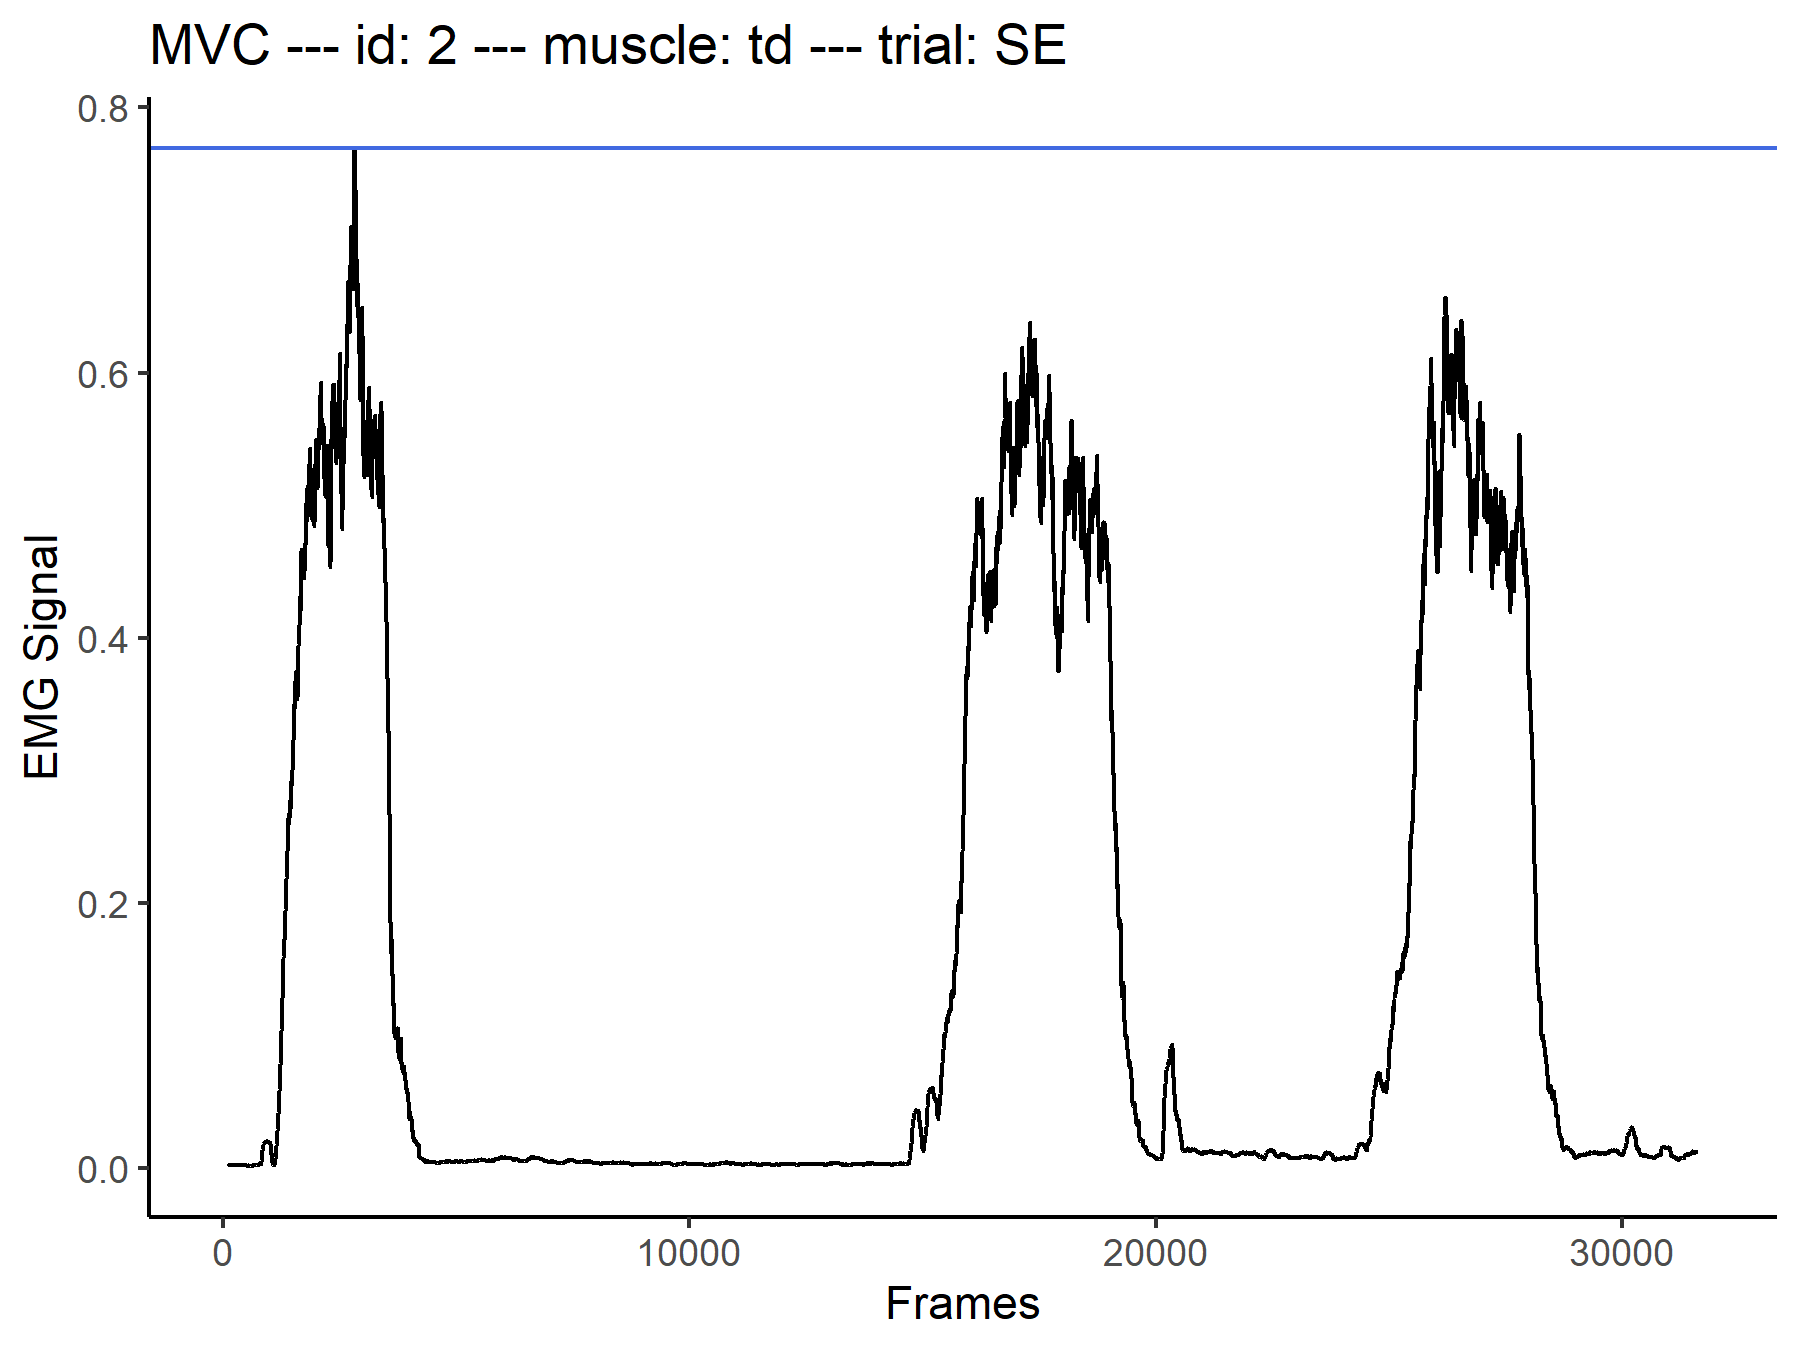 MVC --- id: 2 --- muscle: td --- trial: SE
0.8
0.6
0.4
0.2
0.0
EMG Signal
0 10000 20000 30000
Frames